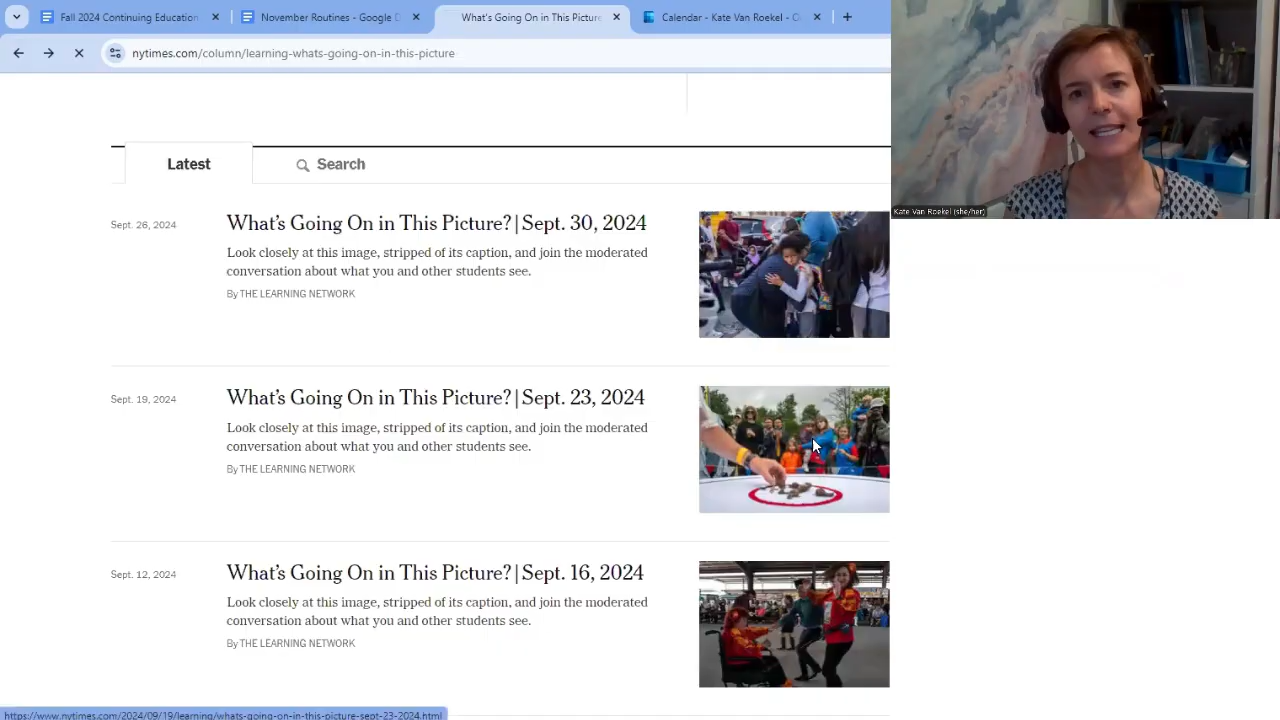 Fall 2024 Continuing Education
November Routines - Google D
What's Going On in This Picture
Calendar - Kate Van Roekel - O
nytimes.com/column/learning-whats-going-on-in-this-picture
Kate Van Roekel (she/her)
Latest
Search
Sept. 26, 2024
What's Going On in This Picture? | Sept. 30, 2024
Look closely at this image, stripped of its caption, and join the moderated
conversation about what you and other students see.
By THE LEARNING NETWORK
Sept. 19, 2024
What's Going On in This Picture? | Sept. 23, 2024
Look closely at this image, stripped of its caption, and join the moderated
conversation about what you and other students see.
By THE LEARNING NETWORK
Sept. 12, 2024
What's Going On in This Picture? | Sept. 16, 2024
Look closely at this image, stripped of its caption, and join the moderated
conversation about what you and other students see.
By THE LEARNING NETWORK
https://www.nytimes.com/2024/09/19/learning/whats-going-on-in-this-picture-sept-23-2024.html